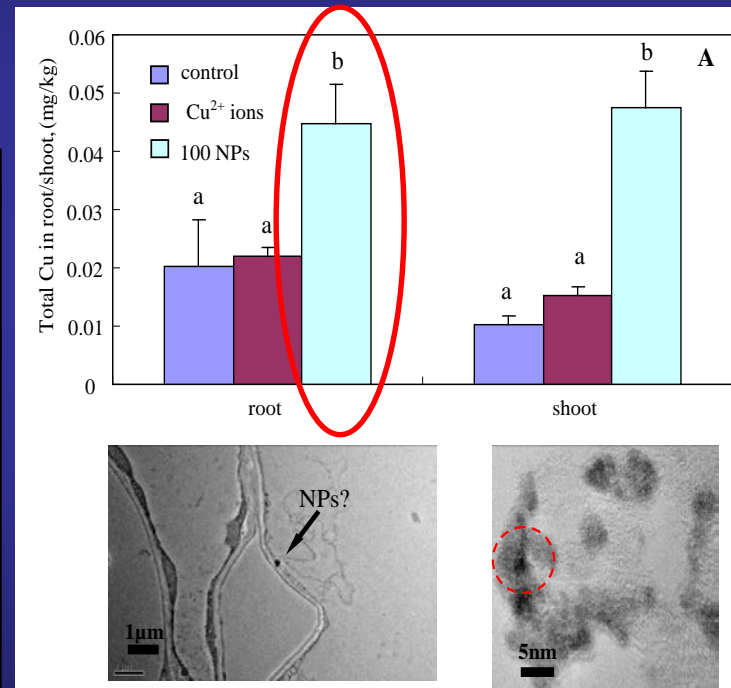 Total Cu in root/shoot, (mg/kg)
0.06
0.05
0.04
0.03
0.02
0.01
0
control
Cu²⁺ ions
100 NPs
A
a
a
b
a
a
b
root
shoot
NPs?
1μm
5nm